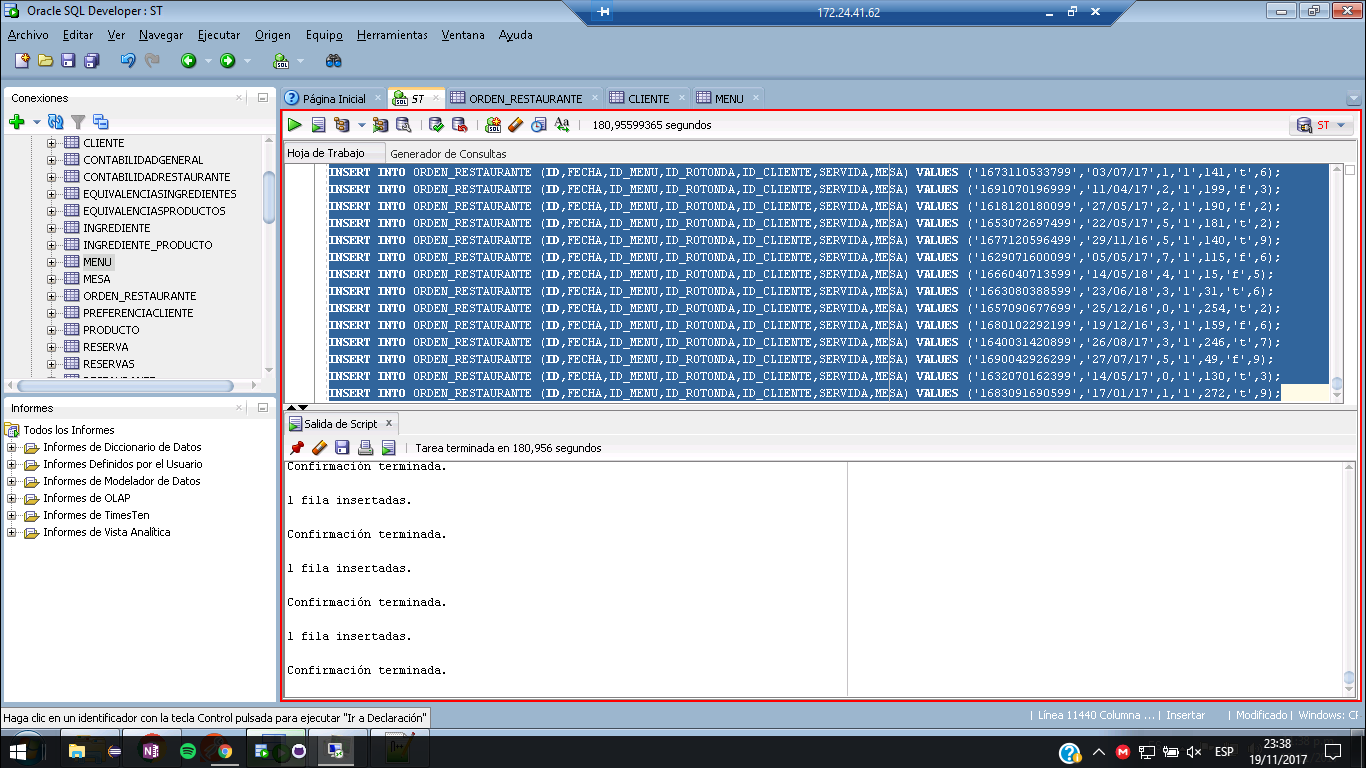 Oracle SQL Developer : ST
172.24.41.62
Archivo Editar Ver Navegar Ejecutar Origen Equipo Herramientas Ventana Ayuda
Conexiones
CLIENTE
CONTABILIDADGENERAL
CONTABILIDADRESTAURANTE
EQUIVALENCIASINGREDIENTES
EQUIVALENCIASPRODUCTOS
INGREDIENTE
INGREDIENTE_PRODUCTO
MENU
MESA
ORDEN_RESTAURANTE
PREFERENCIACLIENTE
PRODUCTO
RESERVA
RESERVAS
Informes
Todos los Informes
Informes de Diccionario de Datos
Informes Definidos por el Usuario
Informes de Modelador de Datos
Informes de OLAP
Informes de TimesTen
Informes de Vista Analítica
Página Inicial ST ORDEN_RESTAURANTE CLIENTE MENU
180,95599365 segundos
ST
Hoja de Trabajo Generador de Consultas
INSERT INTO ORDEN_RESTAURANTE (ID,FECHA,ID_MENU,ID_ROTONDA,ID_CLIENTE,SERVIDA,MESA) VALUES ('1673110533799','03/07/17',1,'1',141,'t',6);
INSERT INTO ORDEN_RESTAURANTE (ID,FECHA,ID_MENU,ID_ROTONDA,ID_CLIENTE,SERVIDA,MESA) VALUES ('1691070196999','11/04/17',2,'1',199,'f',3);
INSERT INTO ORDEN_RESTAURANTE (ID,FECHA,ID_MENU,ID_ROTONDA,ID_CLIENTE,SERVIDA,MESA) VALUES ('1618120180099','27/05/17',2,'1',190,'f',2);
INSERT INTO ORDEN_RESTAURANTE (ID,FECHA,ID_MENU,ID_ROTONDA,ID_CLIENTE,SERVIDA,MESA) VALUES ('1653072697499','22/05/17',5,'1',181,'t',2);
INSERT INTO ORDEN_RESTAURANTE (ID,FECHA,ID_MENU,ID_ROTONDA,ID_CLIENTE,SERVIDA,MESA) VALUES ('1677120596499','29/11/16',5,'1',140,'t',9);
INSERT INTO ORDEN_RESTAURANTE (ID,FECHA,ID_MENU,ID_ROTONDA,ID_CLIENTE,SERVIDA,MESA) VALUES ('1629071600099','05/05/17',7,'1',115,'f',6);
INSERT INTO ORDEN_RESTAURANTE (ID,FECHA,ID_MENU,ID_ROTONDA,ID_CLIENTE,SERVIDA,MESA) VALUES ('1666040713599','14/05/18',4,'1',15,'f',5);
INSERT INTO ORDEN_RESTAURANTE (ID,FECHA,ID_MENU,ID_ROTONDA,ID_CLIENTE,SERVIDA,MESA) VALUES ('1663080388599','23/06/18',3,'1',31,'t',6);
INSERT INTO ORDEN_RESTAURANTE (ID,FECHA,ID_MENU,ID_ROTONDA,ID_CLIENTE,SERVIDA,MESA) VALUES ('1657090677699','25/12/16',0,'1',254,'t',2);
INSERT INTO ORDEN_RESTAURANTE (ID,FECHA,ID_MENU,ID_ROTONDA,ID_CLIENTE,SERVIDA,MESA) VALUES ('1680102292199','19/12/16',3,'1',159,'f',6);
INSERT INTO ORDEN_RESTAURANTE (ID,FECHA,ID_MENU,ID_ROTONDA,ID_CLIENTE,SERVIDA,MESA) VALUES ('1640031420899','26/08/17',3,'1',246,'t',7);
INSERT INTO ORDEN_RESTAURANTE (ID,FECHA,ID_MENU,ID_ROTONDA,ID_CLIENTE,SERVIDA,MESA) VALUES ('1690042926299','27/07/17',5,'1',49,'f',9);
INSERT INTO ORDEN_RESTAURANTE (ID,FECHA,ID_MENU,ID_ROTONDA,ID_CLIENTE,SERVIDA,MESA) VALUES ('1632070162399','14/05/17',0,'1',130,'t',3);
INSERT INTO ORDEN_RESTAURANTE (ID,FECHA,ID_MENU,ID_ROTONDA,ID_CLIENTE,SERVIDA,MESA) VALUES ('1683091690599','17/01/17',1,'1',272,'t',9);
Salida de Script
Tarea terminada en 180,956 segundos
Confirmación terminada.
1 fila insertadas.
Confirmación terminada.
1 fila insertadas.
Confirmación terminada.
1 fila insertadas.
Confirmación terminada.
Haga clic en un identificador con la tecla Control pulsada para ejecutar "Ir a Declaración"
Línea 11440 Columna ... | Insertar | Modificado | Windows: CF
ESP
23:38
19/11/2017